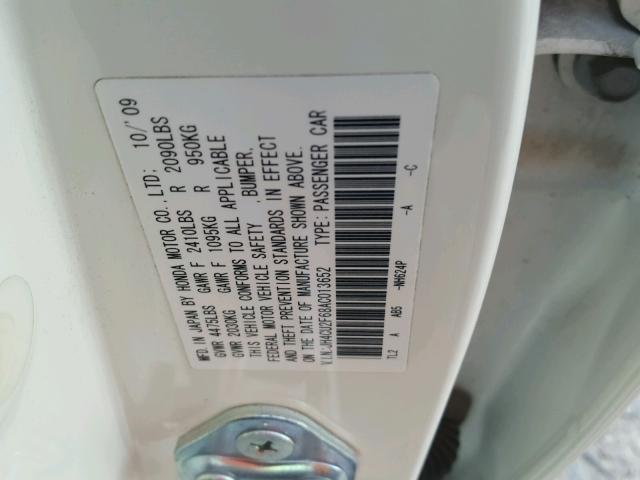 MFD. IN JAPAN BY HONDA MOTOR CO., LTD; 10/'09
GVWR 4475LBS GAWR F 2410LBS R 2090LBS
GVWR 2030KG GAWR F 1095KG R 950KG
THIS VEHICLE CONFORMS TO ALL APPLICABLE
FEDERAL MOTOR VEHICLE SAFETY ,BUMPER,
AND THEFT PREVENTION STANDARDS IN EFFECT
ON THE DATE OF MANUFACTURE SHOWN ABOVE.
V.I.N:JH4CU2F68AC013652 TYPE:PASSENGER CAR
TL2 A AB5 -NH624P -A -C